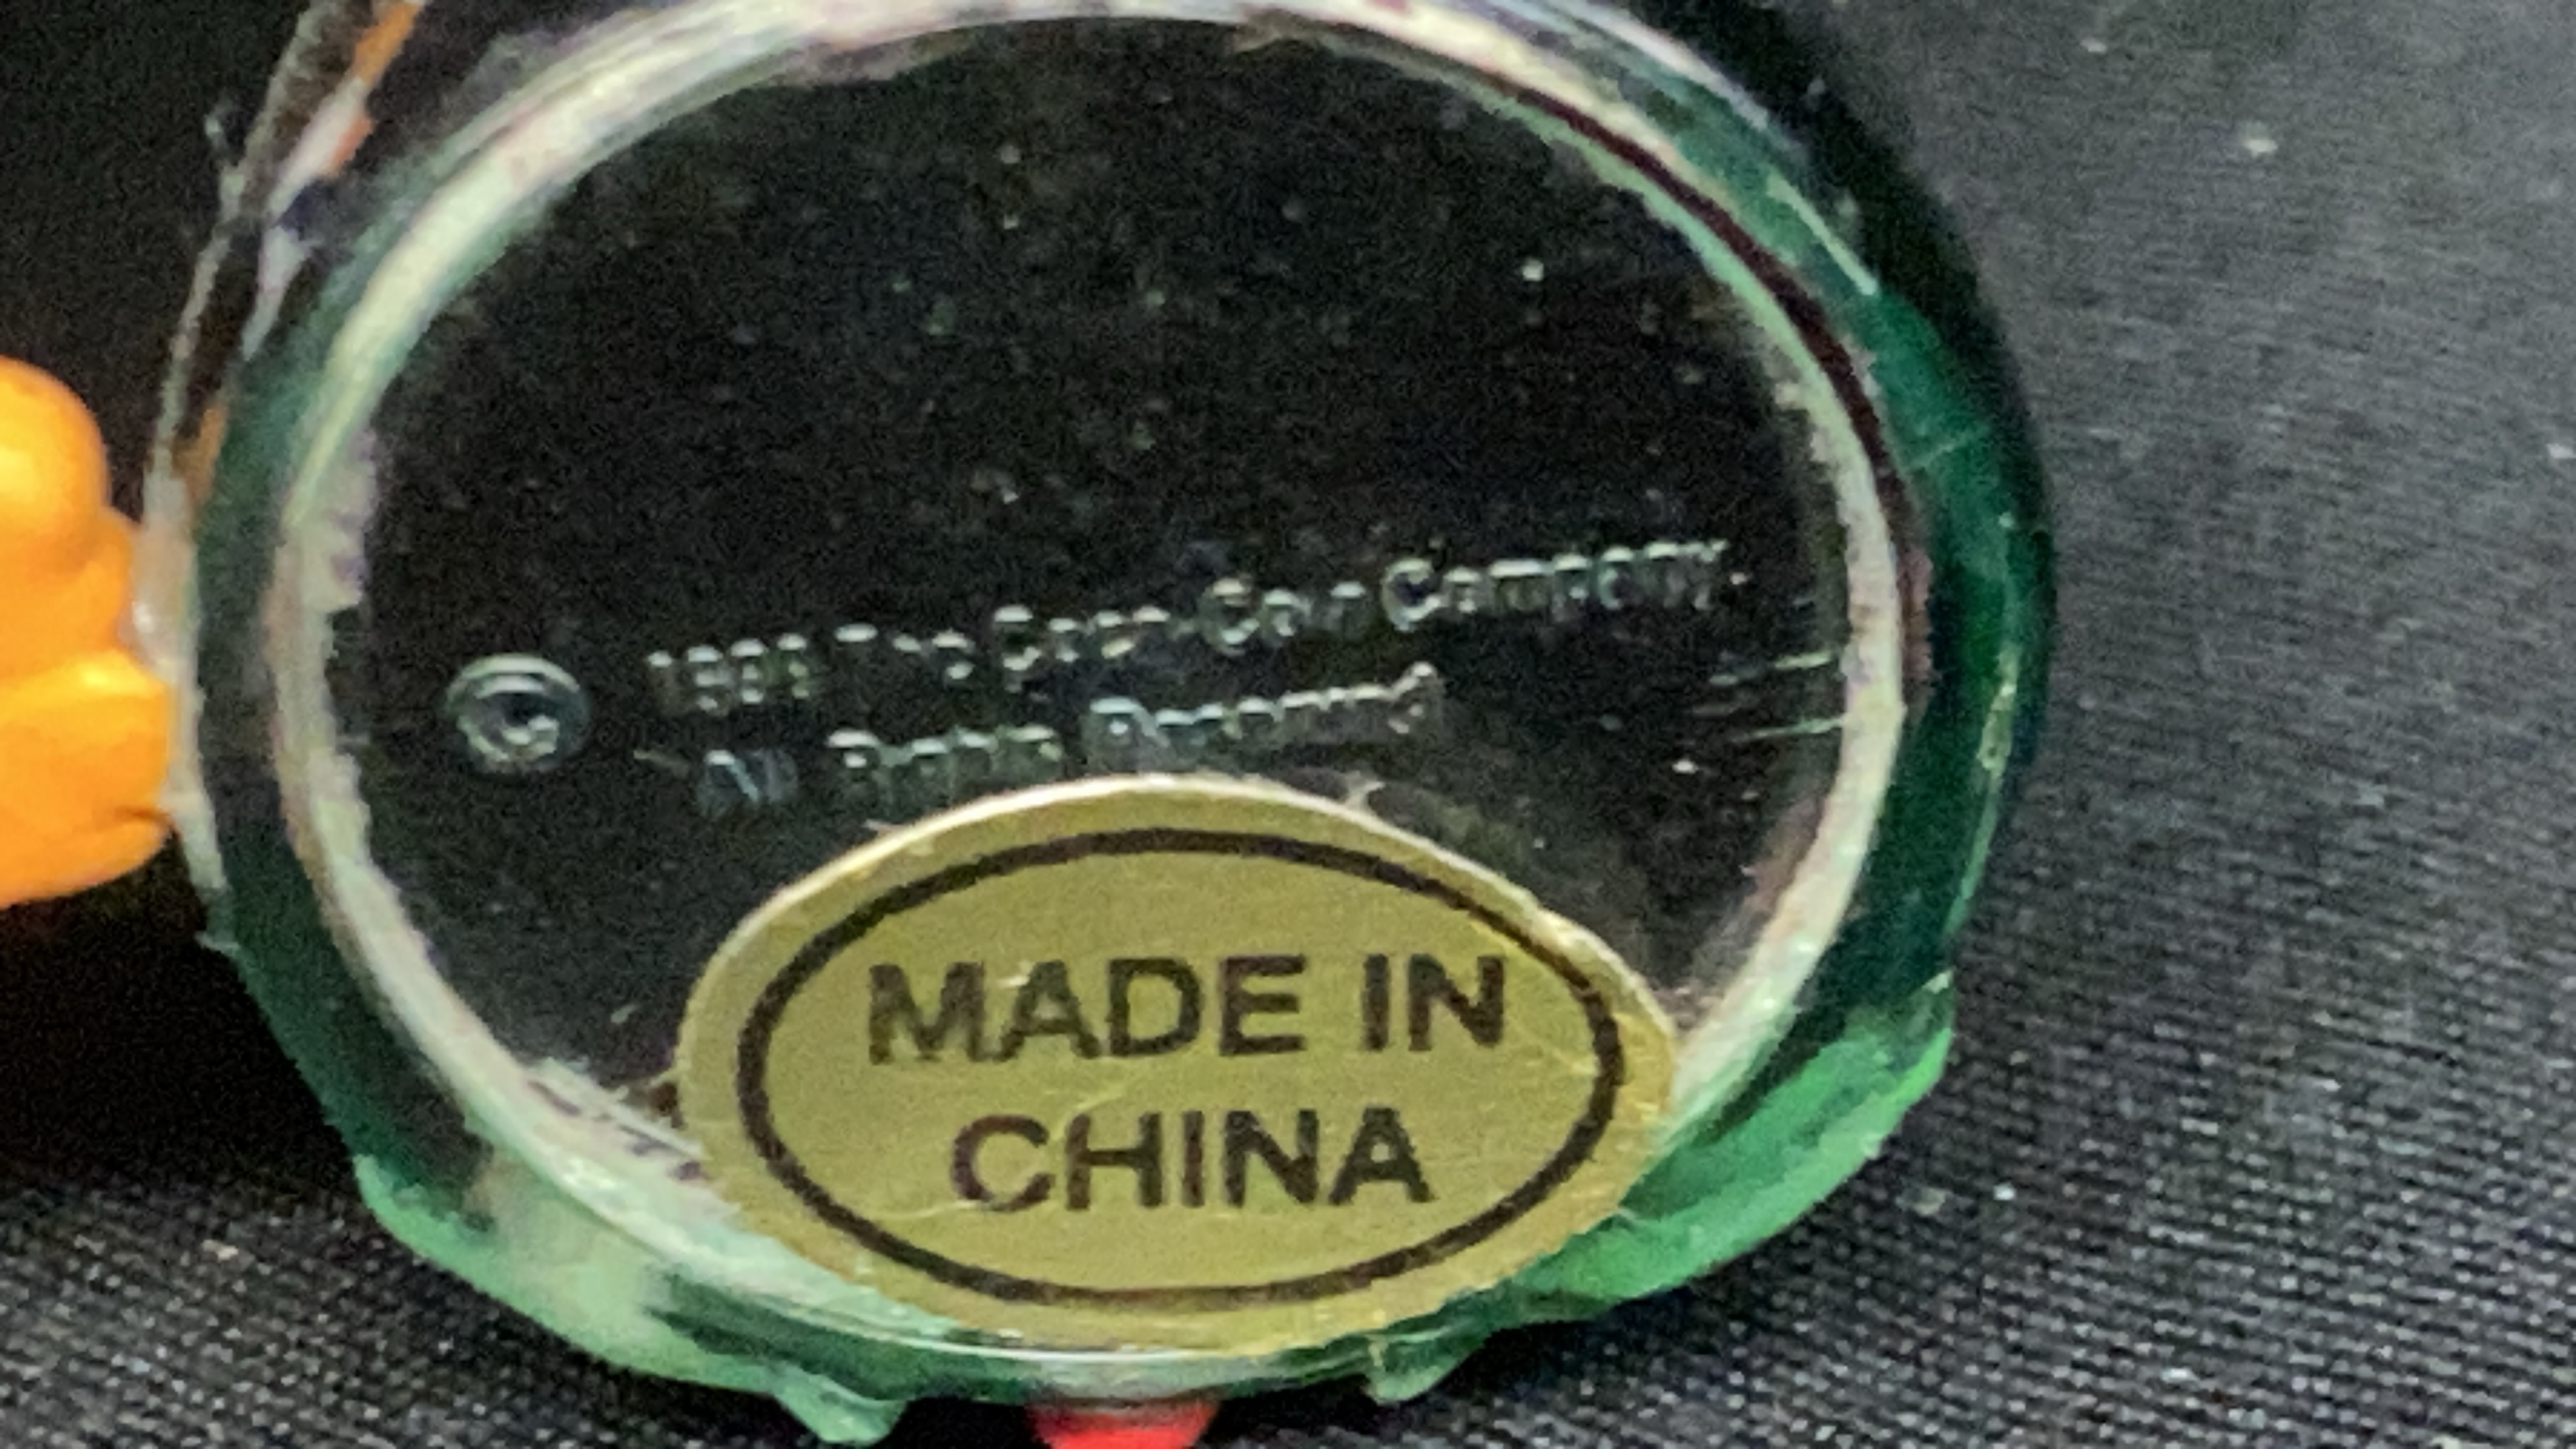 © The Coca-Cola Company
All Rights Reserved
MADE IN
CHINA